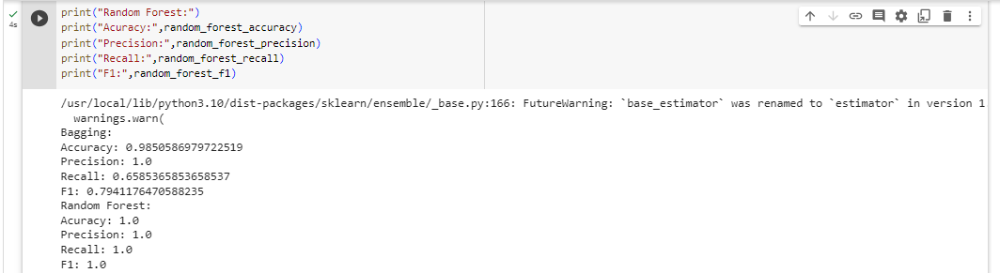 4s
print("Random Forest:")
print("Acuracy:",random_forest_accuracy)
print("Precision:",random_forest_precision)
print("Recall:",random_forest_recall)
print("F1:",random_forest_f1)
/usr/local/lib/python3.10/dist-packages/sklearn/ensemble/_base.py:166: FutureWarning: `base_estimator` was renamed to `estimator` in version 1
warnings.warn(
Bagging:
Accuracy: 0.9850586979722519
Precision: 1.0
Recall: 0.6585365853658537
F1: 0.7941176470588235
Random Forest:
Acuracy: 1.0
Precision: 1.0
Recall: 1.0
F1: 1.0